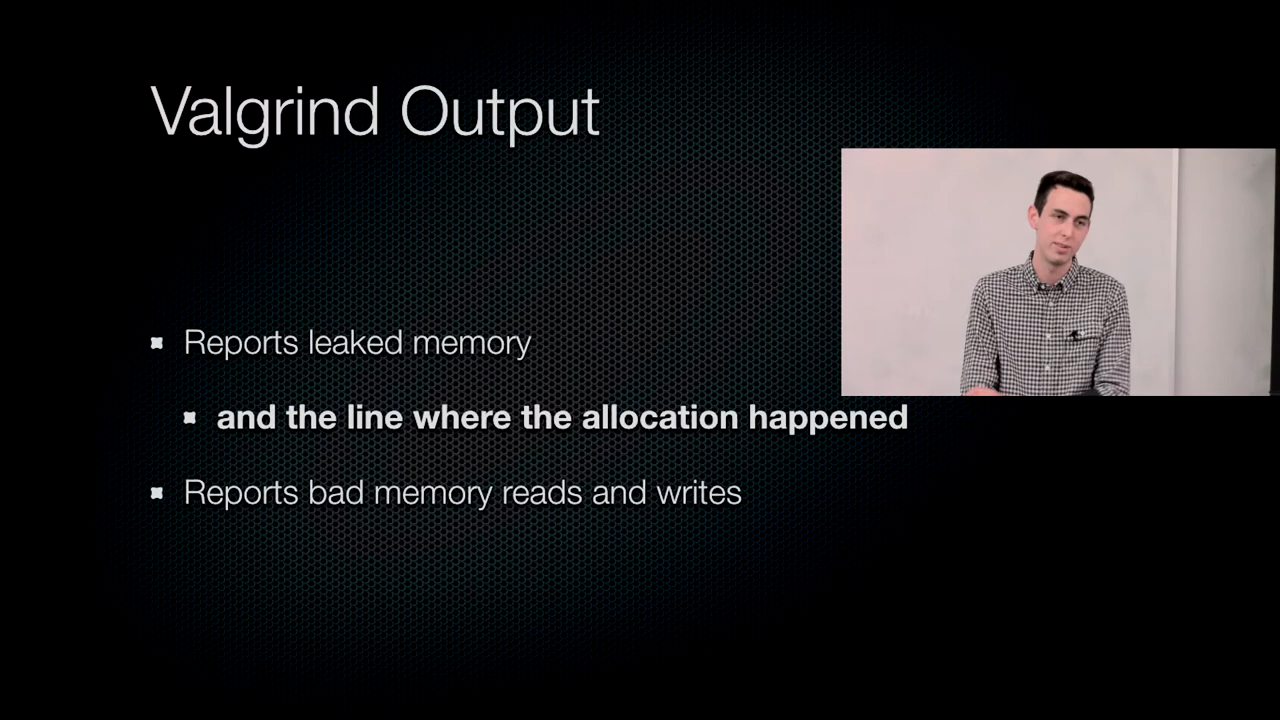 Valgrind Output
Reports leaked memory
and the line where the allocation happened
Reports bad memory reads and writes